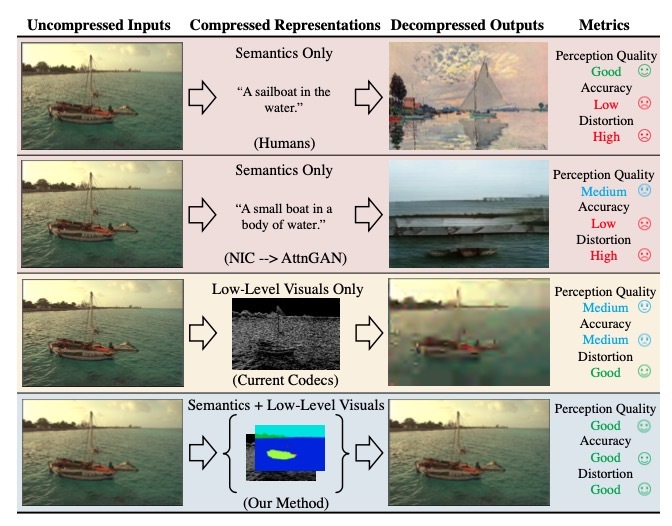 Uncompressed Inputs Compressed Representations Decompressed Outputs Metrics
Semantics Only
“A sailboat in the
water.”
(Humans)
Perception Quality
Good
Accuracy
Low
Distortion
High
Semantics Only
“A small boat in a
body of water.”
(NIC --> AttnGAN)
Perception Quality
Medium
Accuracy
Low
Distortion
High
Low-Level Visuals Only
(Current Codecs)
Perception Quality
Medium
Accuracy
Medium
Distortion
Good
Semantics + Low-Level Visuals
(Our Method)
Perception Quality
Good
Accuracy
Good
Distortion
Good